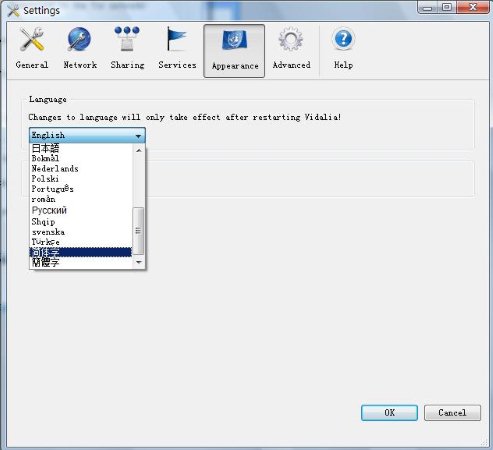 Settings
General
Network
Sharing
Services
Appearance
Advanced
Help
Language
Changes to language will only take effect after restarting Vidalia!
English
日本語
Bokmål
Nederlands
Polski
Português
român
Русский
Shqip
svenska
Türkçe
简体字
簡體字
OK
Cancel